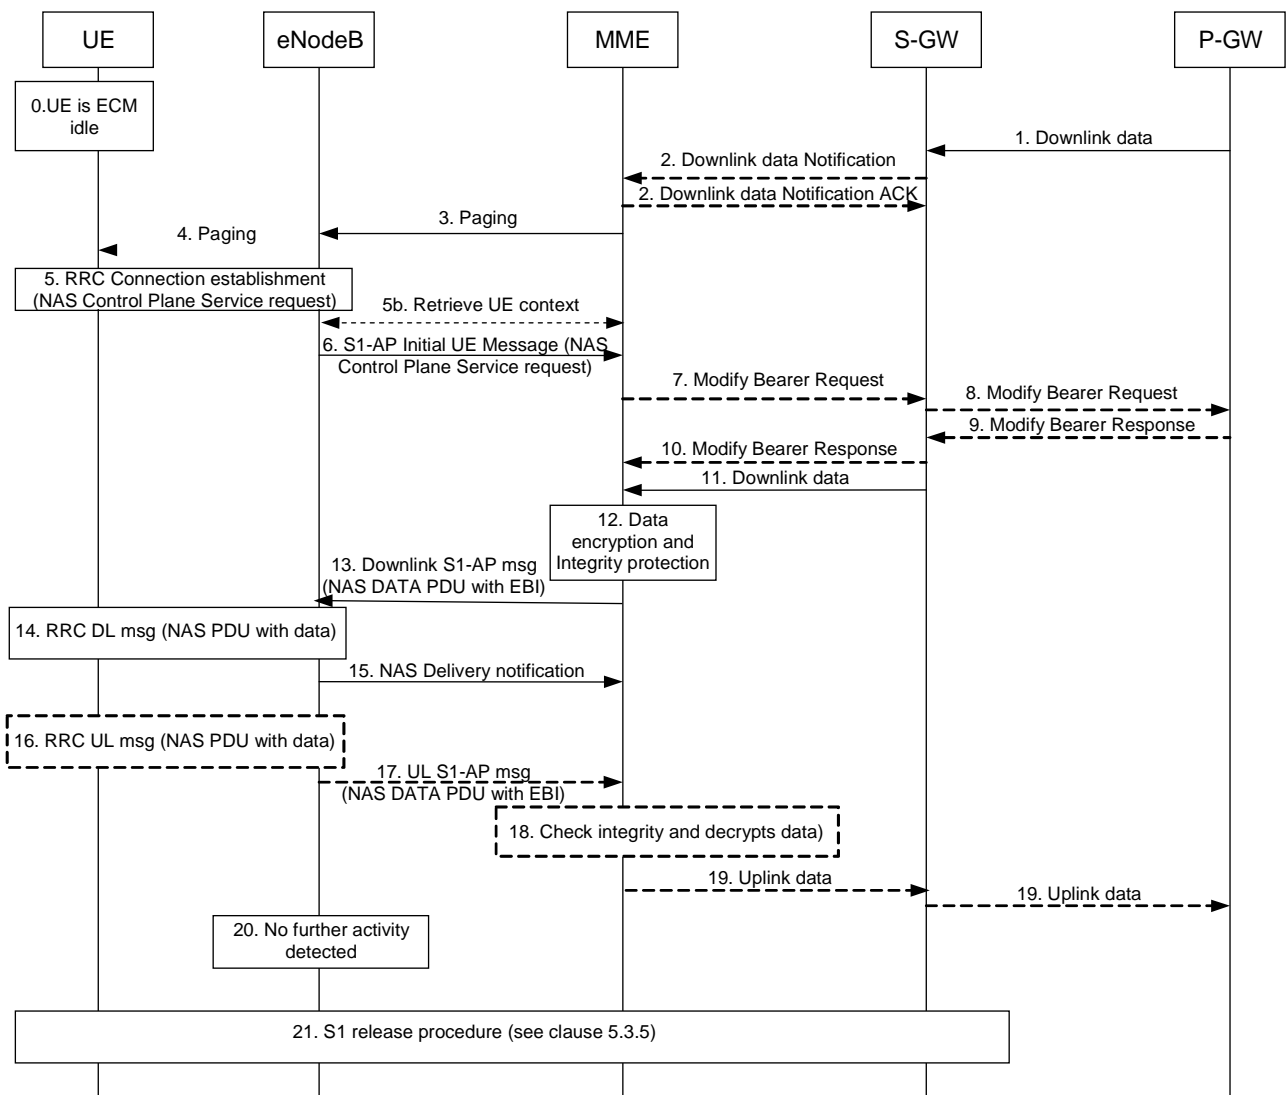 UE
eNodeB
MME
S-GW
P-GW
0.UE is ECM
idle
1. Downlink data
2. Downlink data Notification
2. Downlink data Notification ACK
3. Paging
4. Paging
5. RRC Connection establishment
(NAS Control Plane Service request)
5b. Retrieve UE context
6. S1-AP Initial UE Message (NAS
Control Plane Service request)
7. Modify Bearer Request
8. Modify Bearer Request
9. Modify Bearer Response
10. Modify Bearer Response
11. Downlink data
12. Data
encryption and
Integrity protection
13. Downlink S1-AP msg
(NAS DATA PDU with EBI)
14. RRC DL msg (NAS PDU with data)
15. NAS Delivery notification
16. RRC UL msg (NAS PDU with data)
17. UL S1-AP msg
(NAS DATA PDU with EBI)
18. Check integrity and decrypts data)
19. Uplink data
19. Uplink data
20. No further activity
detected
21. S1 release procedure (see clause 5.3.5)